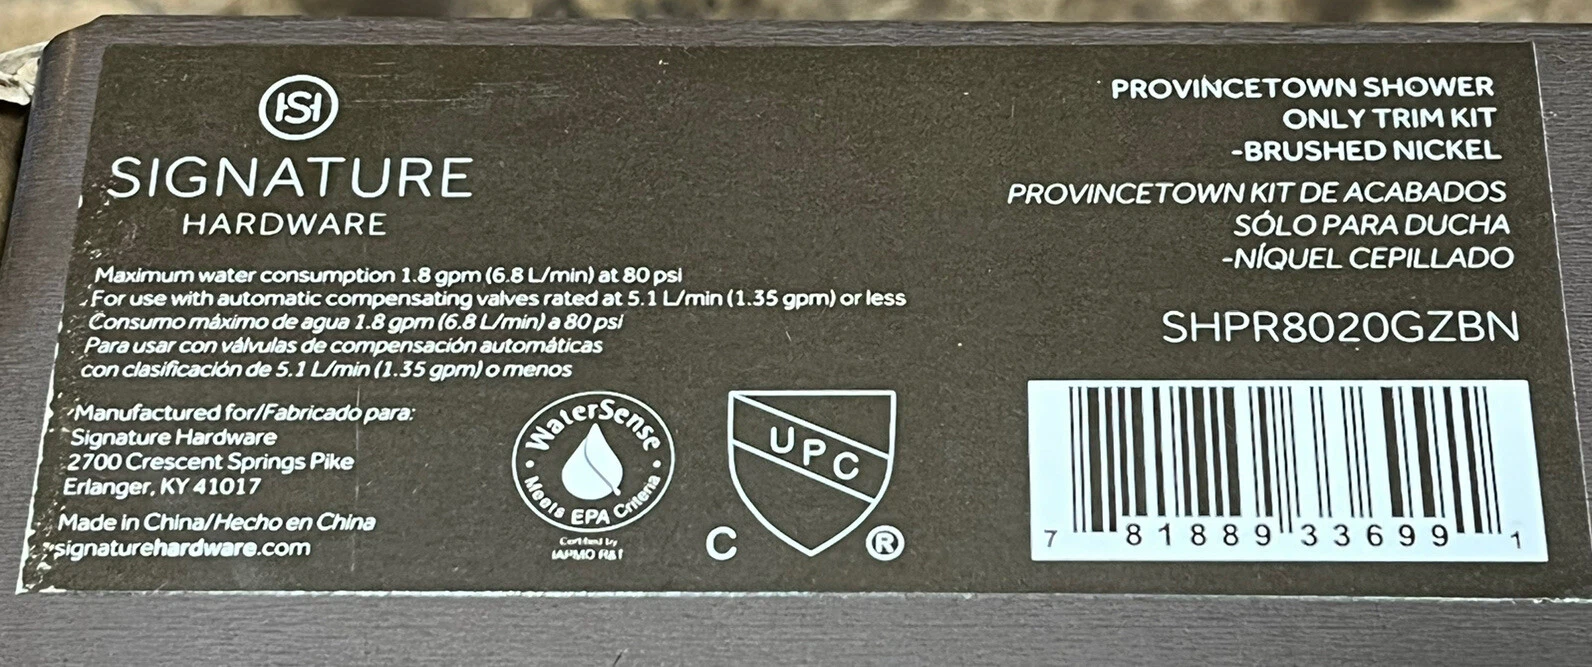 SH
SIGNATURE
HARDWARE
Maximum water consumption 1.8 gpm (6.8 L/min) at 80 psi
For use with automatic compensating valves rated at 5.1 L/min (1.35 gpm) or less
Consumo máximo de agua 1.8 gpm (6.8 L/min) a 80 psi
Para usar con válvulas de compensación automáticas
con clasificación de 5.1 L/min (1.35 gpm) o menos
Manufactured for/Fabricado para:
Signature Hardware
2700 Crescent Springs Pike
Erlanger, KY 41017
Made in China/Hecho en China
signaturehardware.com
WaterSense
• Meets EPA Criteria •
Certified by
IAPMO R&T
UPC
C ®
PROVINCETOWN SHOWER
ONLY TRIM KIT
-BRUSHED NICKEL
PROVINCETOWN KIT DE ACABADOS
SÓLO PARA DUCHA
-NÍQUEL CEPILLADO
SHPR8020GZBN
7 81889 33699 1